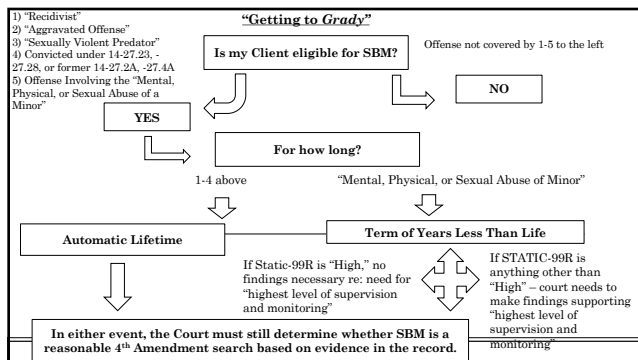 1) “Recidivist”
2) “Aggravated Offense”
3) “Sexually Violent Predator”
4) Convicted under 14-27.23, -
27.28, or former 14-27.2A, -27.4A
5) Offense Involving the “Mental,
Physical, or Sexual Abuse of a
Minor”
“Getting to Grady”
Is my Client eligible for SBM?
Offense not covered by 1-5 to the left
YES
NO
For how long?
1-4 above
“Mental, Physical, or Sexual Abuse of Minor”
Automatic Lifetime
Term of Years Less Than Life
If Static-99R is “High,” no
findings necessary re: need for
“highest level of supervision
and monitoring”
If STATIC-99R is
anything other than
“High” – court needs to
make findings supporting
“highest level of
supervision and
monitoring”
In either event, the Court must still determine whether SBM is a
reasonable 4th Amendment search based on evidence in the record.